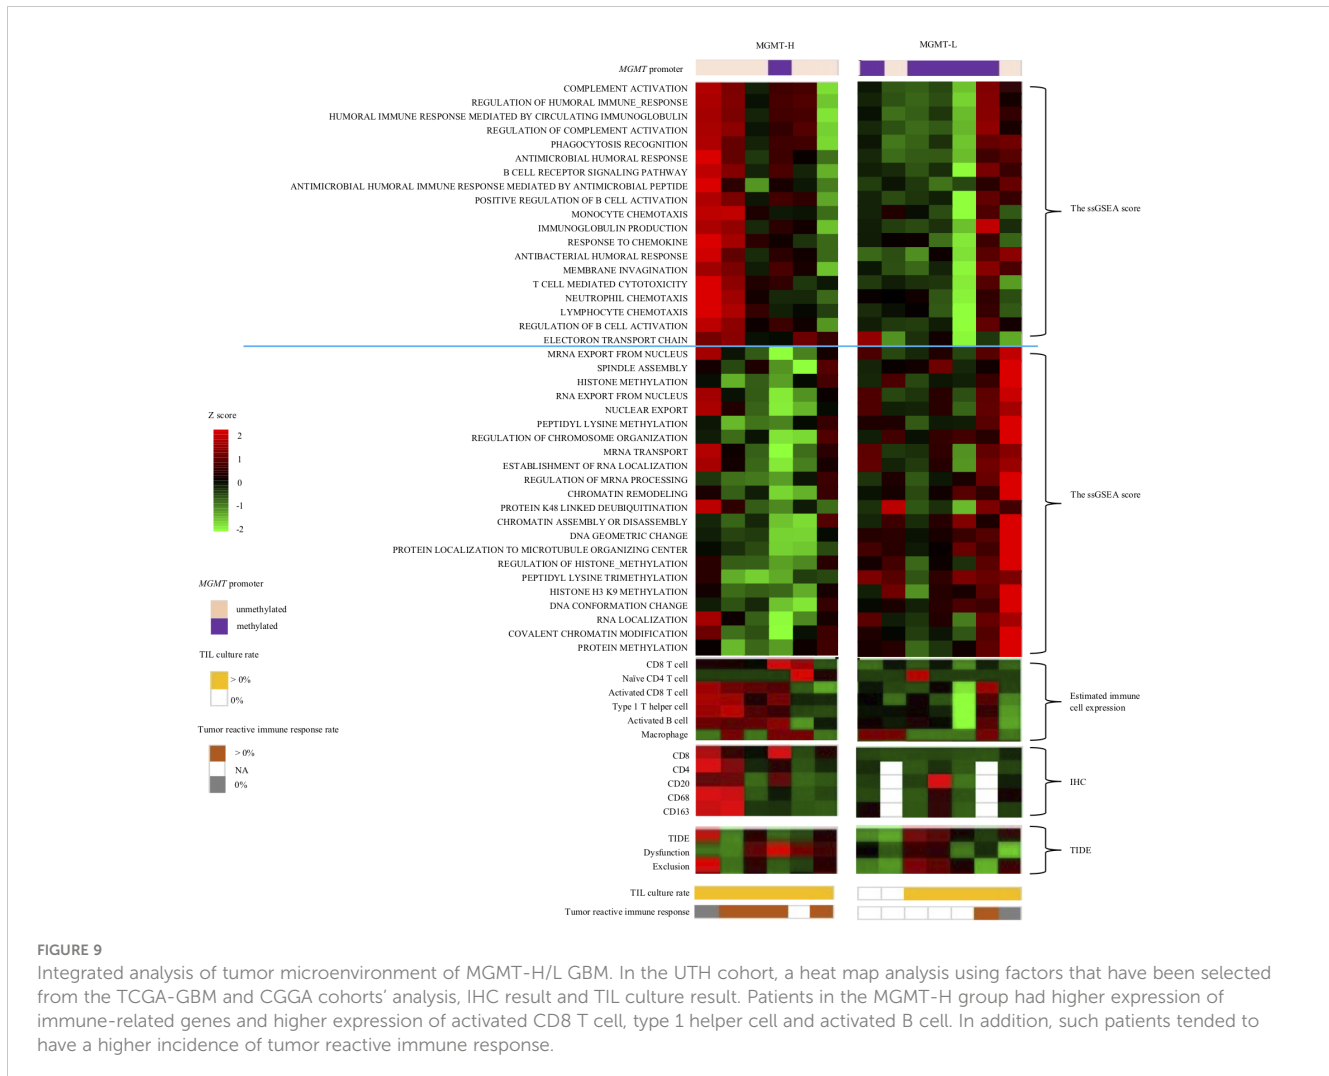 MGMT-H
MGMT-L
MGMT promoter
COMPLEMENT ACTIVATION
REGULATION OF HUMORAL IMMUNE_RESPONSE
HUMORAL IMMUNE RESPONSE MEDIATED BY CIRCULATING IMMUNOGLOBULIN
REGULATION OF COMPLEMENT ACTIVATION
PHAGOCYTOSIS RECOGNITION
ANTIMICROBIAL HUMORAL RESPONSE
B CELL RECEPTOR SIGNALING PATHWAY
ANTIMICROBIAL HUMORAL IMMUNE RESPONSE MEDIATED BY ANTIMICROBIAL PEPTIDE
POSITIVE REGULATION OF B CELL ACTIVATION
MONOCYTE CHEMOTAXIS
IMMUNOGLOBULIN PRODUCTION
RESPONSE TO CHEMOKINE
ANTIBACTERIAL HUMORAL RESPONSE
MEMBRANE INVAGINATION
T CELL MEDIATED CYTOTOXICITY
NEUTROPHIL CHEMOTAXIS
LYMPHOCYTE CHEMOTAXIS
REGULATION OF B CELL ACTIVATION
ELECTORON TRANSPORT CHAIN
The ssGSEA score
MRNA EXPORT FROM NUCLEUS
SPINDLE ASSEMBLY
HISTONE METHYLATION
RNA EXPORT FROM NUCLEUS
NUCLEAR EXPORT
PEPTIDYL LYSINE METHYLATION
REGULATION OF CHROMOSOME ORGANIZATION
MRNA TRANSPORT
ESTABLISHMENT OF RNA LOCALIZATION
REGULATION OF MRNA PROCESSING
CHROMATIN REMODELING
PROTEIN K48 LINKED DEUBIQUITINATION
CHROMATIN ASSEMBLY OR DISASSEMBLY
DNA GEOMETRIC CHANGE
PROTEIN LOCALIZATION TO MICROTUBULE ORGANIZING CENTER
REGULATION OF HISTONE_METHYLATION
PEPTIDYL LYSINE TRIMETHYLATION
HISTONE H3 K9 METHYLATION
DNA CONFORMATION CHANGE
RNA LOCALIZATION
COVALENT CHROMATIN MODIFICATION
PROTEIN METHYLATION
The ssGSEA score
CD8 T cell
Naïve CD4 T cell
Activated CD8 T cell
Type 1 T helper cell
Activated B cell
Macrophage
Estimated immune
cell expression
CD8
CD4
CD20
CD68
CD163
IHC
TIDE
Dysfunction
Exclusion
TIDE
TIL culture rate
Tumor reactive immune response
Z score
2
1
0
-1
-2
MGMT promoter
unmethylated
methylated
TIL culture rate
> 0%
0%
Tumor reactive immune response rate
> 0%
NA
0%
FIGURE 9
Integrated analysis of tumor microenvironment of MGMT-H/L GBM. In the UTH cohort, a heat map analysis using factors that have been selected
from the TCGA-GBM and CGGA cohorts' analysis, IHC result and TIL culture result. Patients in the MGMT-H group had higher expression of
immune-related genes and higher expression of activated CD8 T cell, type 1 helper cell and activated B cell. In addition, such patients tended to
have a higher incidence of tumor reactive immune response.